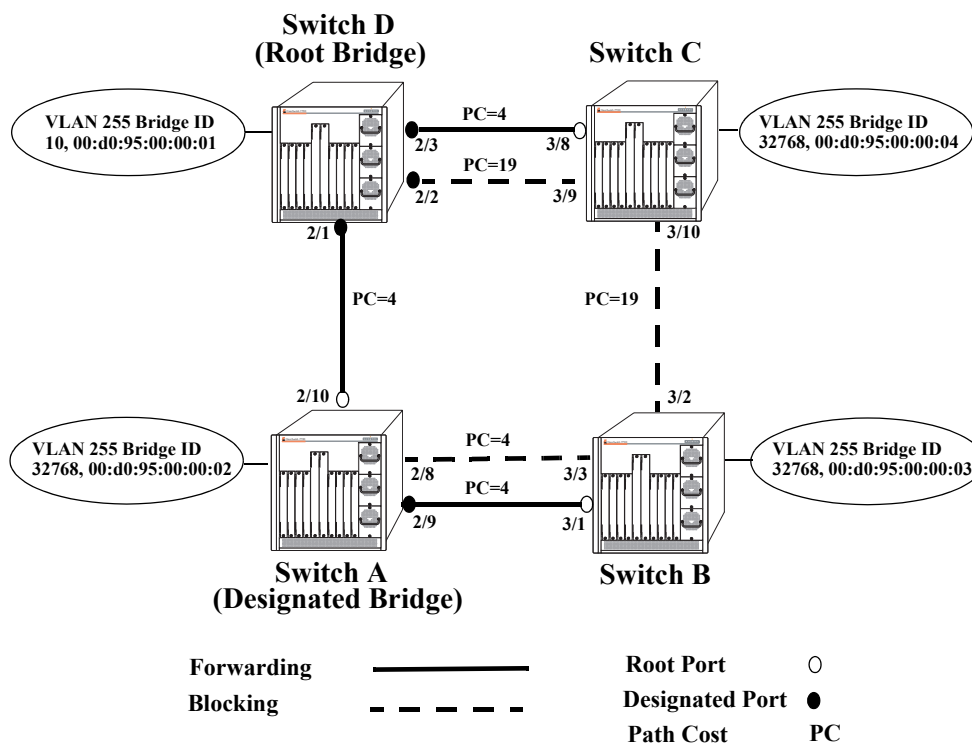 Switch D
(Root Bridge)
Switch C
VLAN 255 Bridge ID
10, 00:d0:95:00:00:01
PC=4
2/3
3/8
PC=19
2/2
3/9
VLAN 255 Bridge ID
32768, 00:d0:95:00:00:04
2/1
3/10
PC=4
PC=19
2/10
3/2
VLAN 255 Bridge ID
32768, 00:d0:95:00:00:02
PC=4
2/8
3/3
PC=4
2/9
3/1
VLAN 255 Bridge ID
32768, 00:d0:95:00:00:03
Switch A
(Designated Bridge)
Switch B
Forwarding
Blocking
Root Port
Designated Port
Path Cost PC